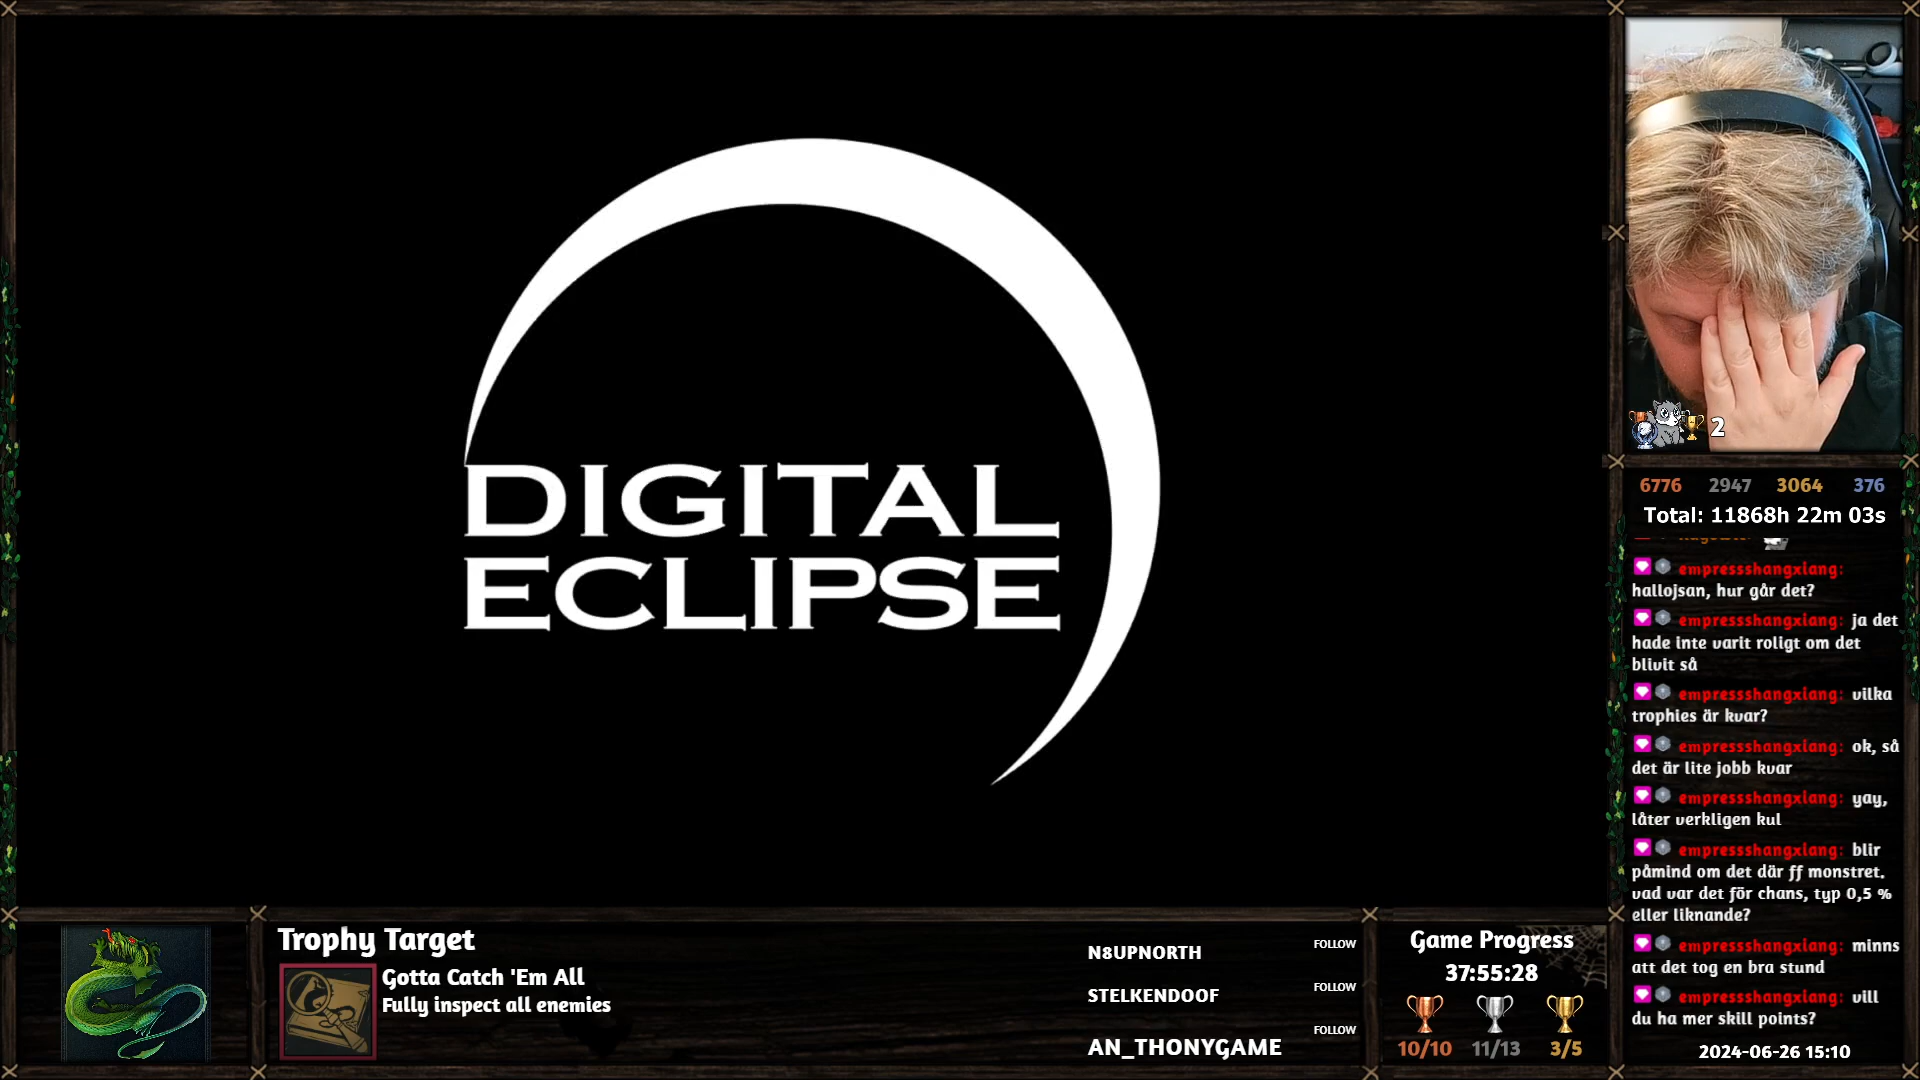 DIGITAL
ECLIPSE
2
6776 2947 3064 376
Total: 11868h 22m 03s
empressshangxiang:
hallojsan, hur går det?
empressshangxiang: ja det
hade inte varit roligt om det
blivit så
empressshangxiang: vilka
trophies är kvar?
empressshangxiang: ok, så
det är lite jobb kvar
empressshangxiang: yay,
låter verkligen kul
empressshangxiang: blir
påmind om det där ff monstret.
vad var det för chans, typ 0,5 %
eller liknande?
empressshangxiang: minns
att det tog en bra stund
empressshangxiang: vill
du ha mer skill points?
2024-06-26 15:10
Trophy Target
Gotta Catch 'Em All
Fully inspect all enemies
N8UPNORTH FOLLOW
STELKENDOOF FOLLOW
AN_THONYGAME FOLLOW
Game Progress
37:55:28
10/10 11/13 3/5